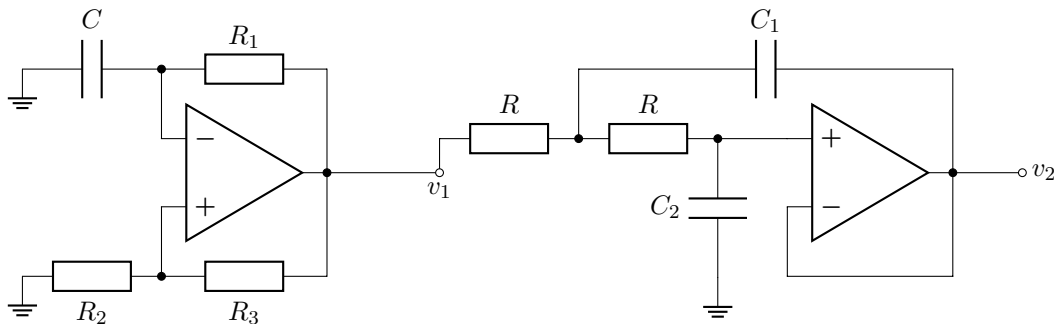 C
R₁
−
+
R₂
R₃
v₁
R
R
C₁
C₂
+
−
v₂